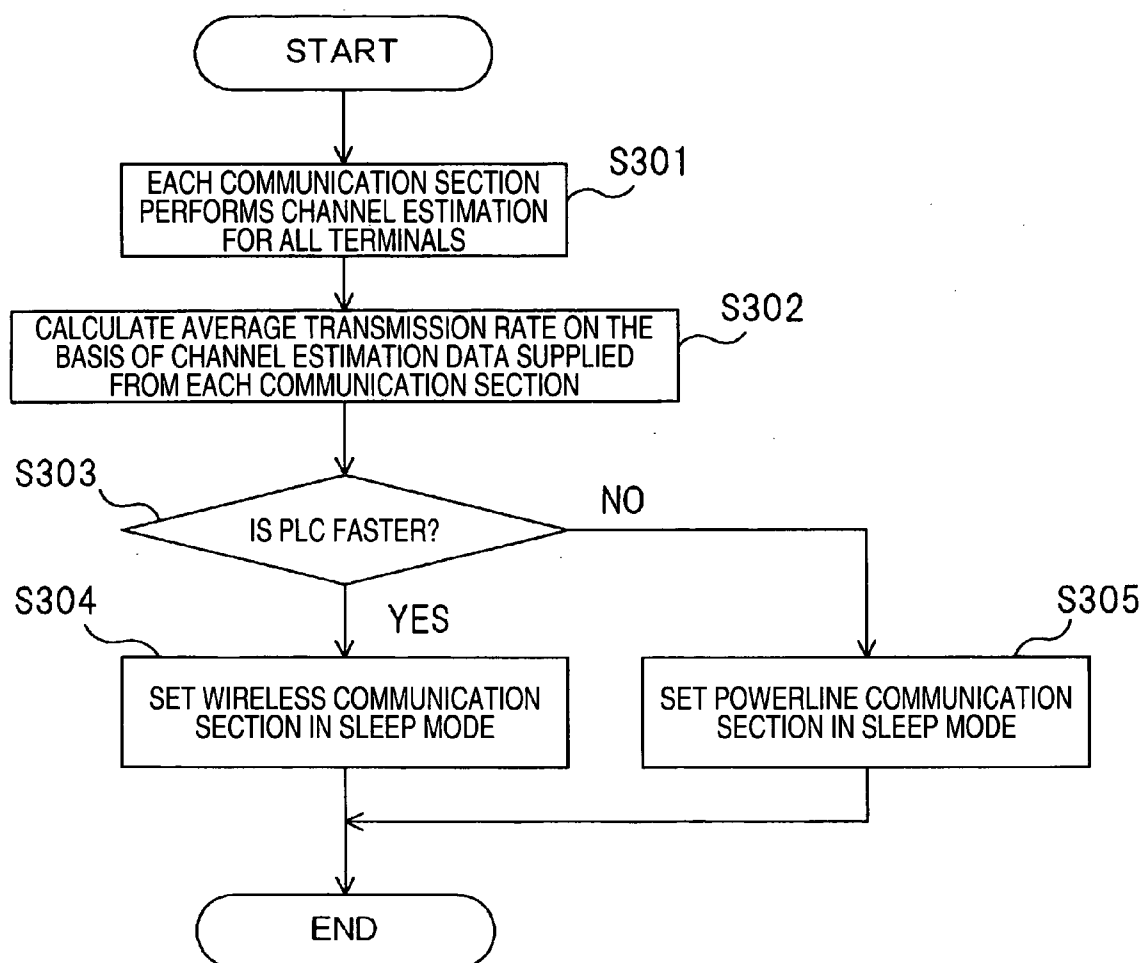 START
S301
EACH COMMUNICATION SECTION
PERFORMS CHANNEL ESTIMATION
FOR ALL TERMINALS
S302
CALCULATE AVERAGE TRANSMISSION RATE ON THE
BASIS OF CHANNEL ESTIMATION DATA SUPPLIED
FROM EACH COMMUNICATION SECTION
S303
IS PLC FASTER?
NO
YES
S304
SET WIRELESS COMMUNICATION
SECTION IN SLEEP MODE
S305
SET POWERLINE COMMUNICATION
SECTION IN SLEEP MODE
END